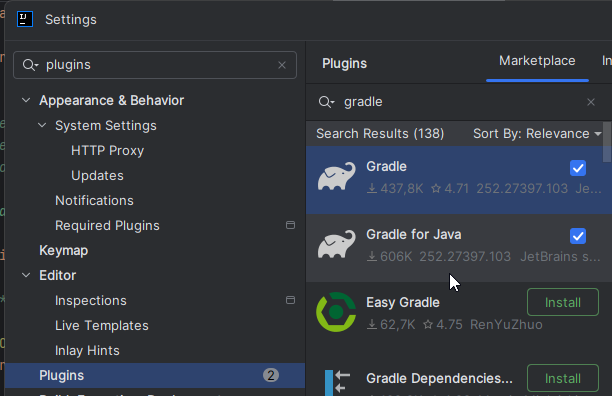 IJ
Settings
plugins
Appearance & Behavior
System Settings
HTTP Proxy
Updates
Notifications
Required Plugins
Keymap
Editor
Inspections
Live Templates
Inlay Hints
Plugins 2
Plugins Marketplace In
gradle
Search Results (138) Sort By: Relevance
Gradle
437,8K 4.71 252.27397.103 Je...
Gradle for Java
606K 252.27397.103 JetBrains s...
Easy Gradle Install
62,7K 4.75 RenYuZhuo
Gradle Dependencies... Install